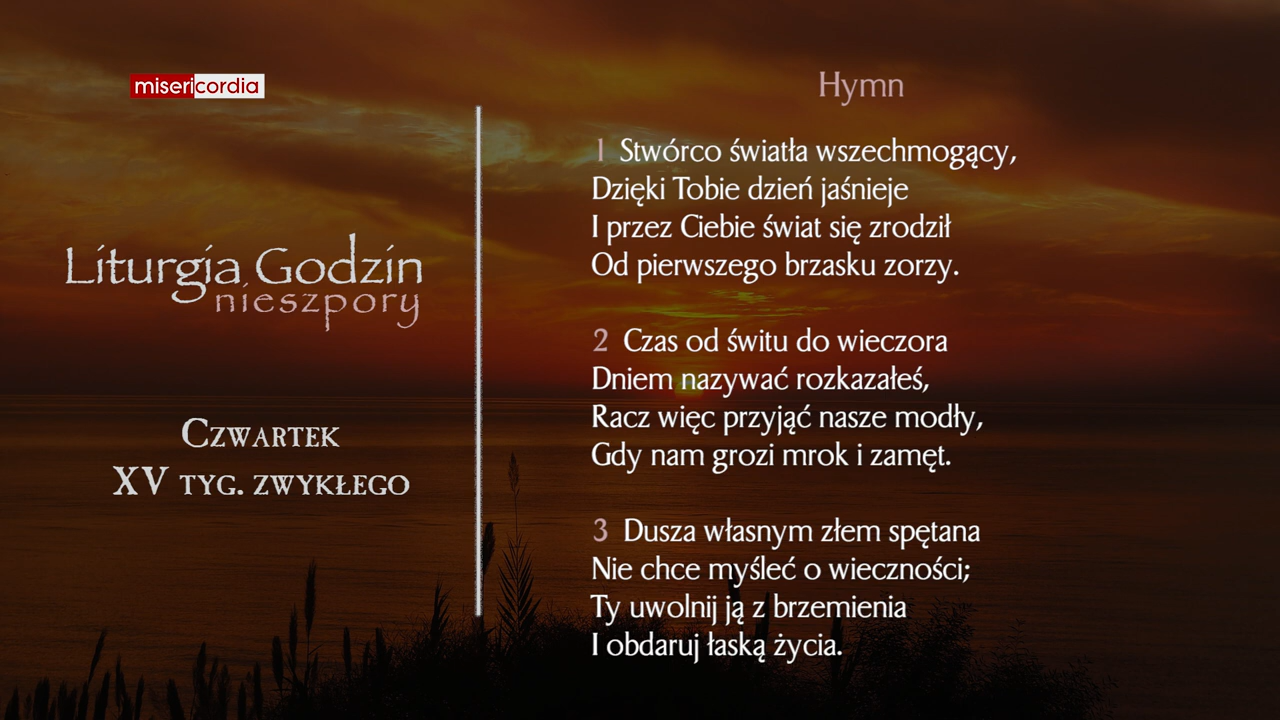 misericordia
Liturgia Godzin
nieszpory
Czwartek
XV tyg. zwykłego
Hymn
1 Stwórco światła wszechmogący,
Dzięki Tobie dzień jaśnieje
I przez Ciebie świat się zrodził
Od pierwszego brzasku zorzy.
2 Czas od świtu do wieczora
Dniem nazywać rozkazałeś,
Racz więc przyjąć nasze modły,
Gdy nam grozi mrok i zamęt.
3 Dusza własnym złem spętana
Nie chce myśleć o wieczności;
Ty uwolnij ją z brzemienia
I obdaruj łaską życia.